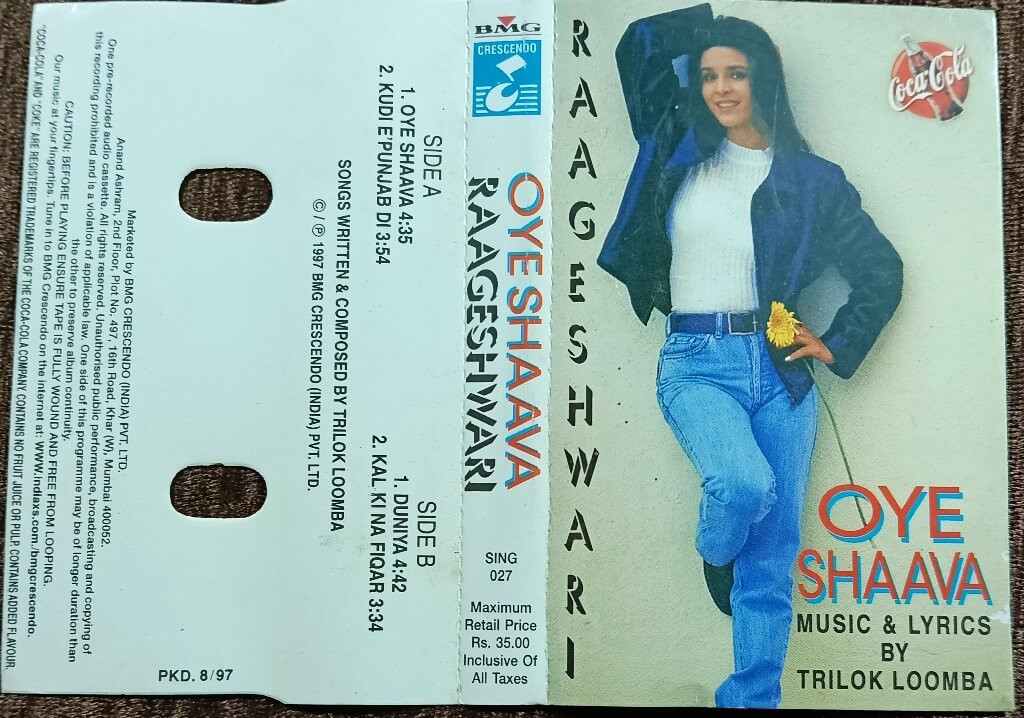 RAAGESHWARI
Coca-Cola
OYE
SHAAVA
MUSIC & LYRICS
BY
TRILOK LOOMBA
BMG
CRESCENDO
OYE SHAAVA
RAAGESHWARI
SING
027
Maximum
Retail Price
Rs. 35.00
Inclusive Of
All Taxes
SIDE A
1. OYE SHAAVA 4:35
2. KUDI E'PUNJAB DI 3:54
SIDE B
1. DUNIYA 4:42
2. KAL KI NA FIQAR 3:34
SONGS WRITTEN & COMPOSED BY TRILOK LOOMBA
©/℗ 1997 BMG CRESCENDO (INDIA) PVT. LTD.
Marketed by BMG CRESCENDO (INDIA) PVT. LTD.
Anand Ashram, 2nd Floor, Plot No. 497, 16th Road, Khar (W), Mumbai 400052.
One pre-recorded audio cassette. All rights reserved. Unauthorised public performance, broadcasting and copying of
this recording prohibited and is a violation of applicable law. One side of this programme may be of longer duration than
the other to preserve album continuity.
CAUTION: BEFORE PLAYING ENSURE TAPE IS FULLY WOUND AND FREE FROM LOOPING.
Our music at your fingertips. Tune in to BMG Crescendo on the internet at: www.indiaxs.com./bmgcrescendo.
"COCA-COLA" AND "COKE" ARE REGISTERED TRADEMARKS OF THE COCA-COLA COMPANY. CONTAINS NO FRUIT JUICE OR PULP. CONTAINS ADDED FLAVOUR.
PKD. 8/97